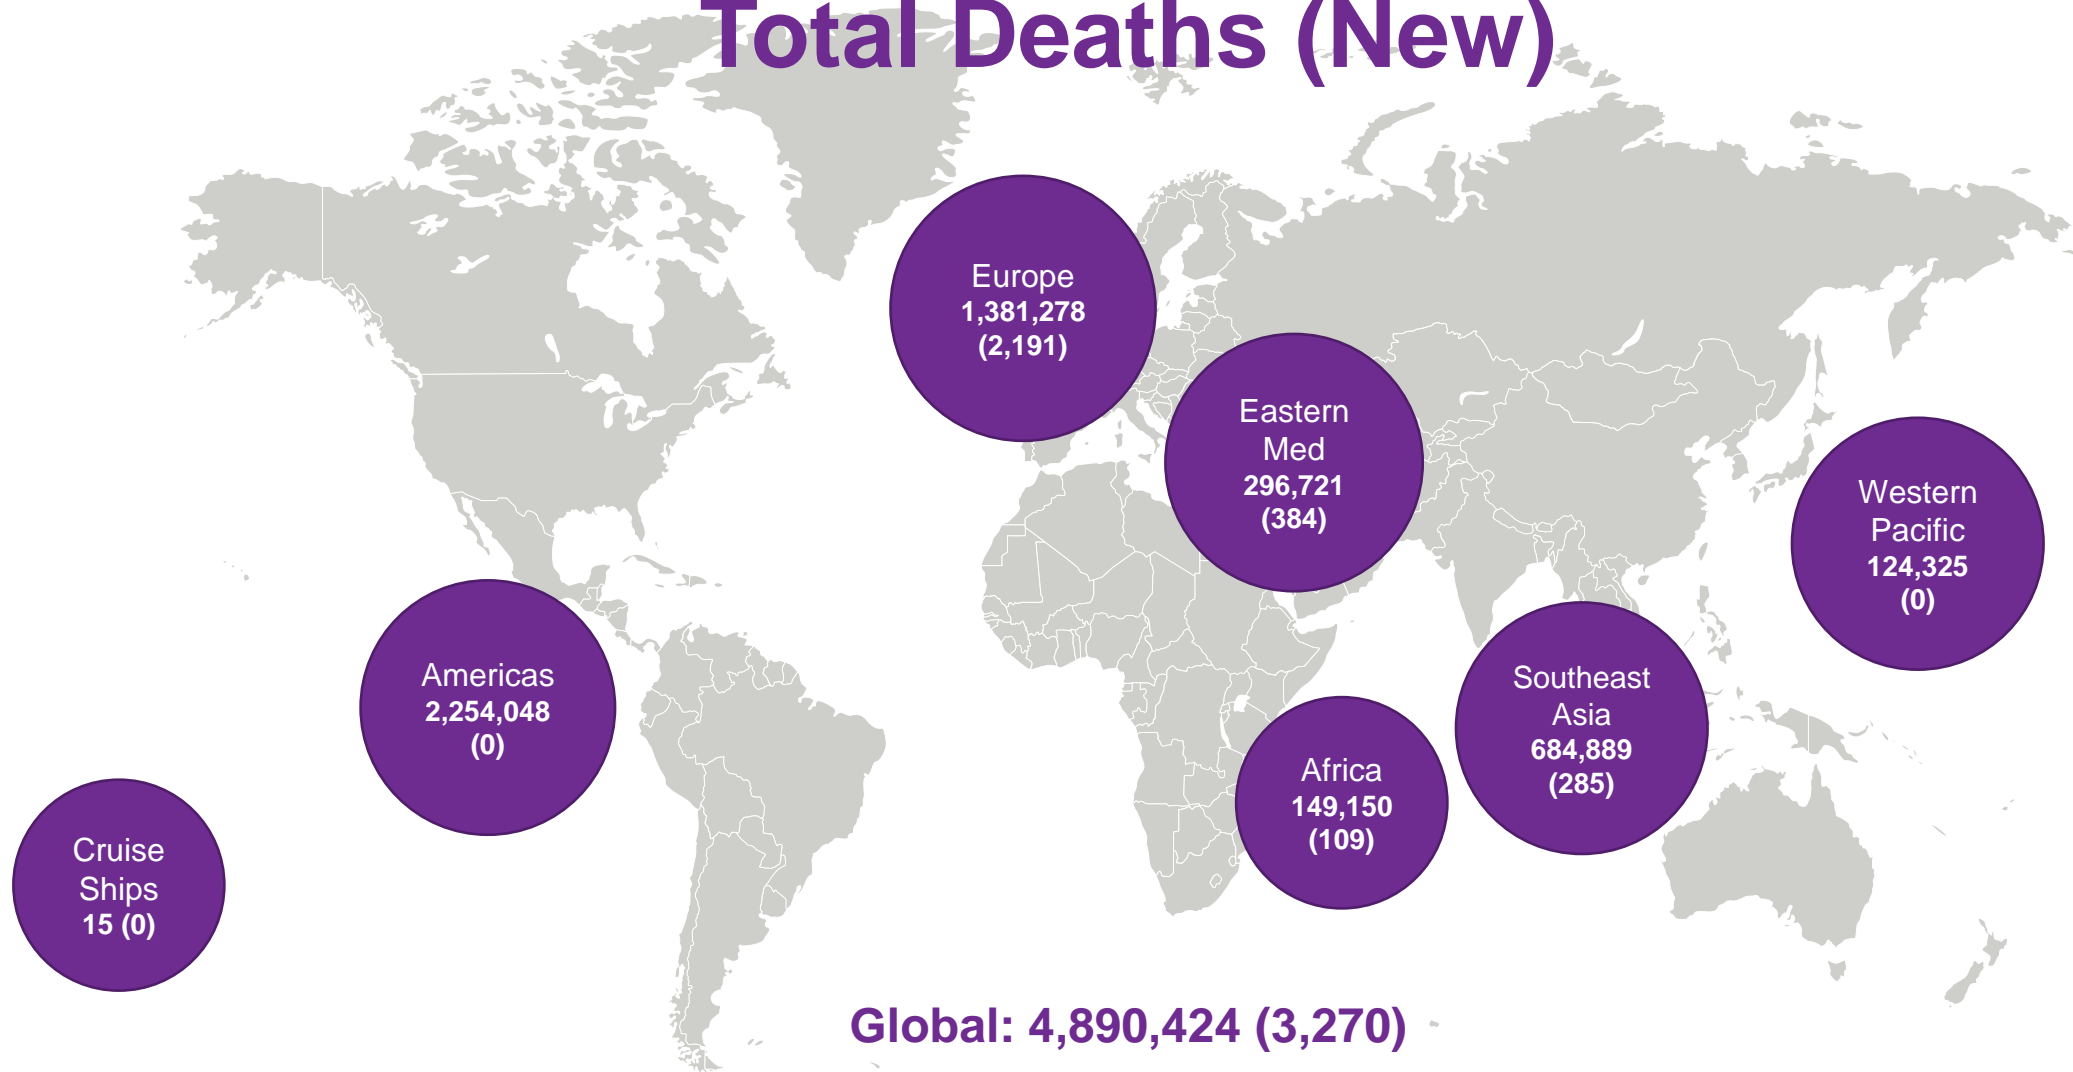 Total Deaths (New)
Europe
1,381,278
(2,191)
Eastern
Med
296,721
(384)
Western
Pacific
124,325
(0)
Americas
2,254,048
(0)
Southeast
Asia
684,889
(285)
Africa
149,150
(109)
Cruise
Ships
15 (0)
Global: 4,890,424 (3,270)